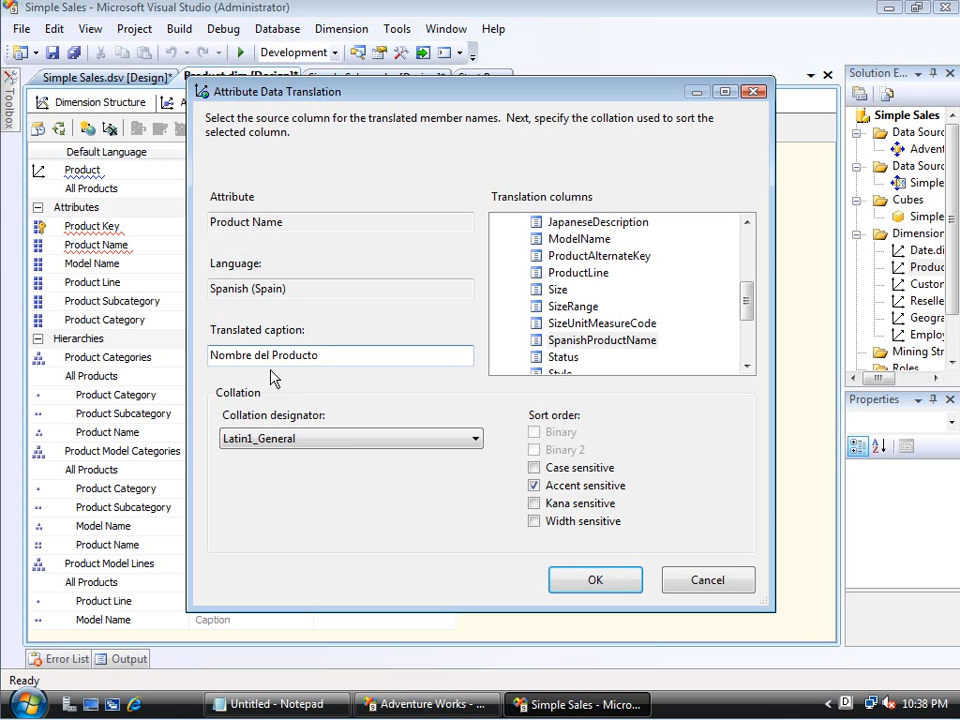 Simple Sales - Microsoft Visual Studio (Administrator)
File Edit View Project Build Debug Database Dimension Tools Window Help
Development
Simple Sales.dsv [Design]* Product.dim [Design]*
Toolbox
Dimension Structure
Default Language
Product
All Products
Attributes
Product Key
Product Name
Model Name
Product Line
Product Subcategory
Product Category
Hierarchies
Product Categories
All Products
Product Category
Product Subcategory
Product Name
Product Model Categories
All Products
Product Category
Product Subcategory
Model Name
Product Name
Product Model Lines
All Products
Product Line
Model Name Caption
Attribute Data Translation
Select the source column for the translated member names. Next, specify the collation used to sort the
selected column.
Attribute
Product Name
Language:
Spanish (Spain)
Translated caption:
Nombre del Producto
Translation columns
JapaneseDescription
ModelName
ProductAlternateKey
ProductLine
Size
SizeRange
SizeUnitMeasureCode
SpanishProductName
Status
Style
Collation
Collation designator:
Latin1_General
Sort order:
Binary
Binary 2
Case sensitive
Accent sensitive
Kana sensitive
Width sensitive
OK Cancel
Solution E...
Simple Sales
Data Sourc
Advent
Data Sourc
Simple
Cubes
Simple
Dimension
Date.di
Produc
Custor
Reselle
Geogra
Employ
Mining Str
Roles
Properties
Error List Output
Ready
Untitled - Notepad Adventure Works - ... Simple Sales - Micro... D 10:38 PM